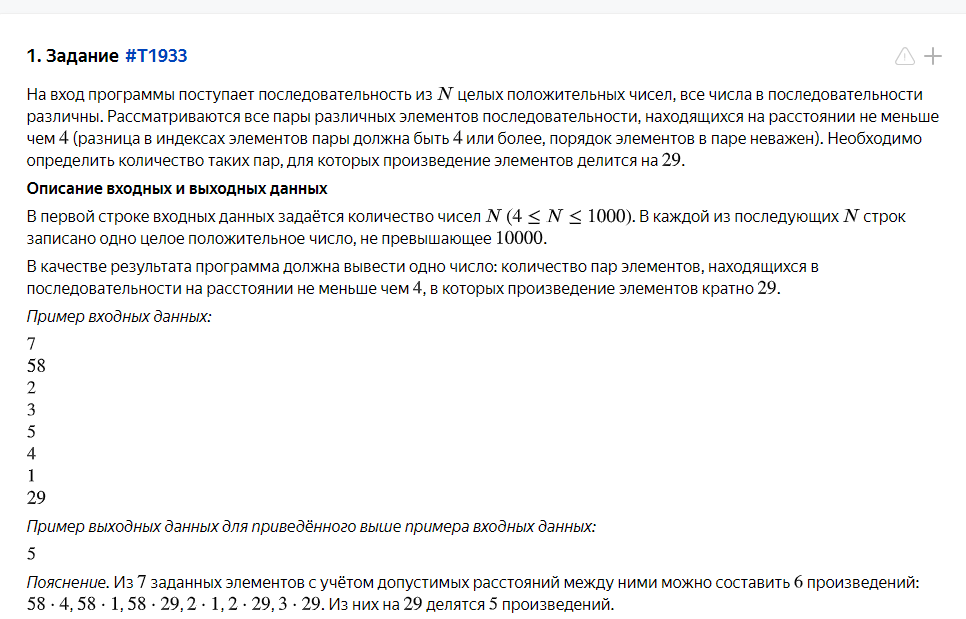 1. Задание #T1933
На вход программы поступает последовательность из N целых положительных чисел, все числа в последовательности
различны. Рассматриваются все пары различных элементов последовательности, находящихся на расстоянии не меньше
чем 4 (разница в индексах элементов пары должна быть 4 или более, порядок элементов в паре неважен). Необходимо
определить количество таких пар, для которых произведение элементов делится на 29.
Описание входных и выходных данных
В первой строке входных данных задаётся количество чисел N (4 ≤ N ≤ 1000). В каждой из последующих N строк
записано одно целое положительное число, не превышающее 10000.
В качестве результата программа должна вывести одно число: количество пар элементов, находящихся в
последовательности на расстоянии не меньше чем 4, в которых произведение элементов кратно 29.
Пример входных данных:
7
58
2
3
5
4
1
29
Пример выходных данных для приведённого выше примера входных данных:
5
Пояснение. Из 7 заданных элементов с учётом допустимых расстояний между ними можно составить 6 произведений:
58 · 4, 58 · 1, 58 · 29, 2 · 1, 2 · 29, 3 · 29. Из них на 29 делятся 5 произведений.